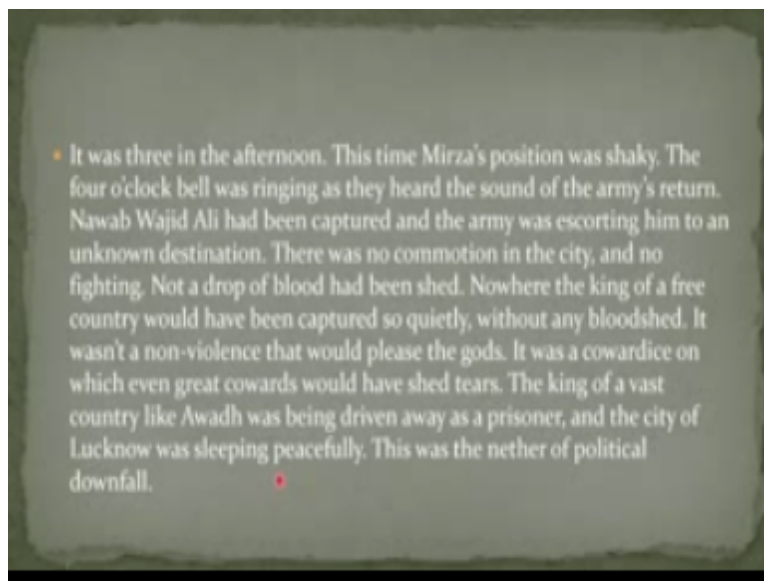 It was three in the afternoon. This time Mirza's position was shaky. The
four o'clock bell was ringing as they heard the sound of the army's return.
Nawab Wajid Ali had been captured and the army was escorting him to an
unknown destination. There was no commotion in the city, and no
fighting. Not a drop of blood had been shed. Nowhere the king of a free
country would have been captured so quietly, without any bloodshed. It
wasn't a non-violence that would please the gods. It was a cowardice on
which even great cowards would have shed tears. The king of a vast
country like Awadh was being driven away as a prisoner, and the city of
Lucknow was sleeping peacefully. This was the nether of political
downfall.